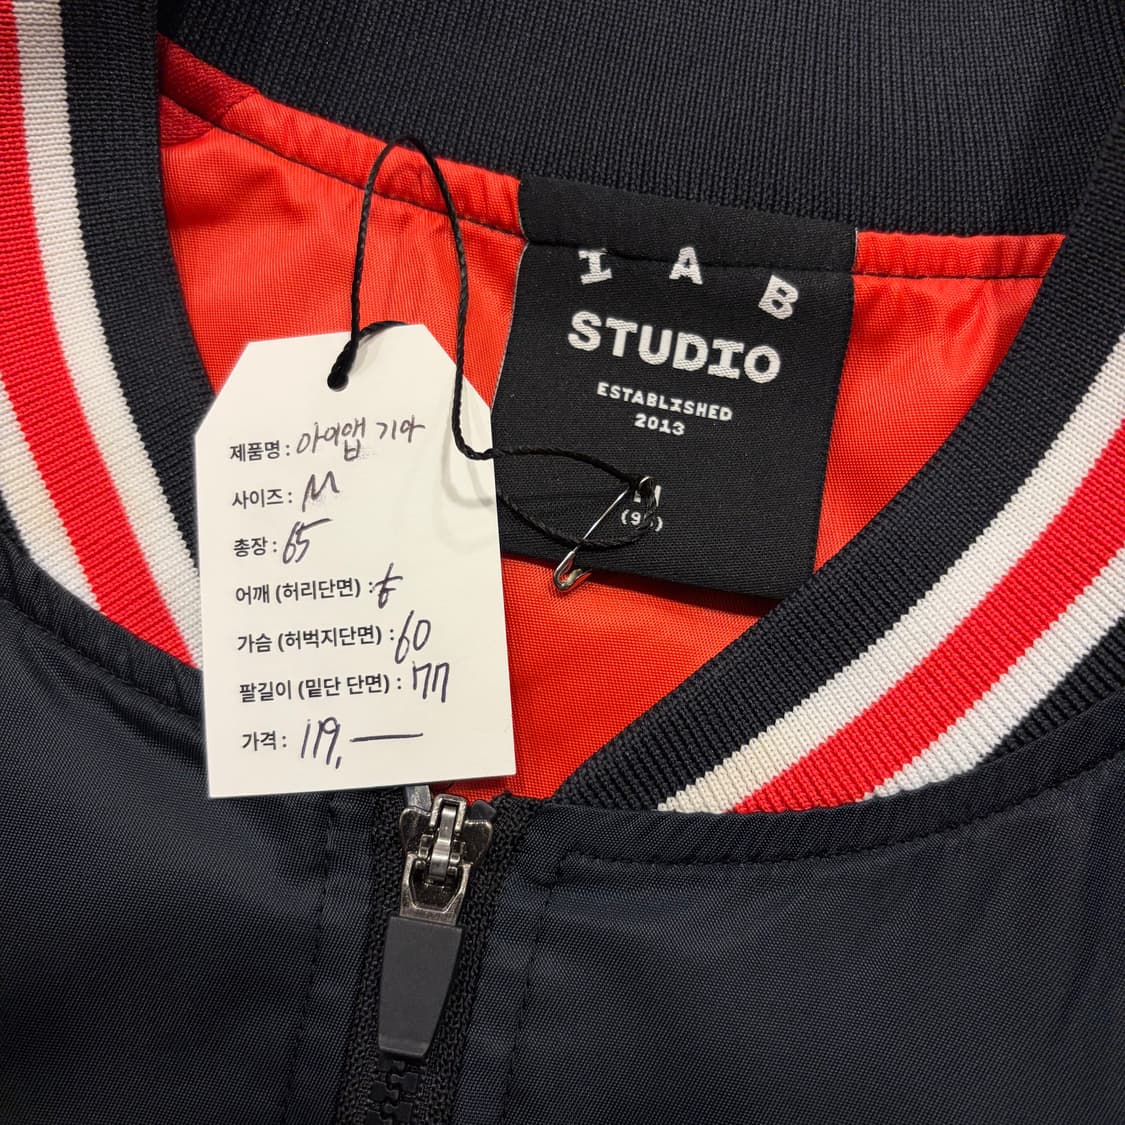 제품명 : 아이앱 기아
사이즈 : M
총장 : 65
어깨 (허리단면) :
가슴 (허벅지단면) : 60
팔길이 (밑단 단면) : 77
가격 : 119,—
IAB
STUDIO
ESTABLISHED
2013